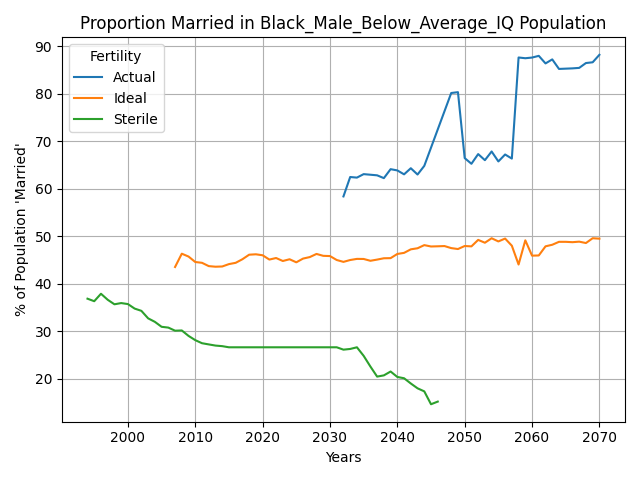 Proportion Married in Black_Male_Below_Average_IQ Population
Fertility
Actual
Ideal
Sterile
% of Population 'Married'
90
80
70
60
50
40
30
20
2000 2010 2020 2030 2040 2050 2060 2070
Years